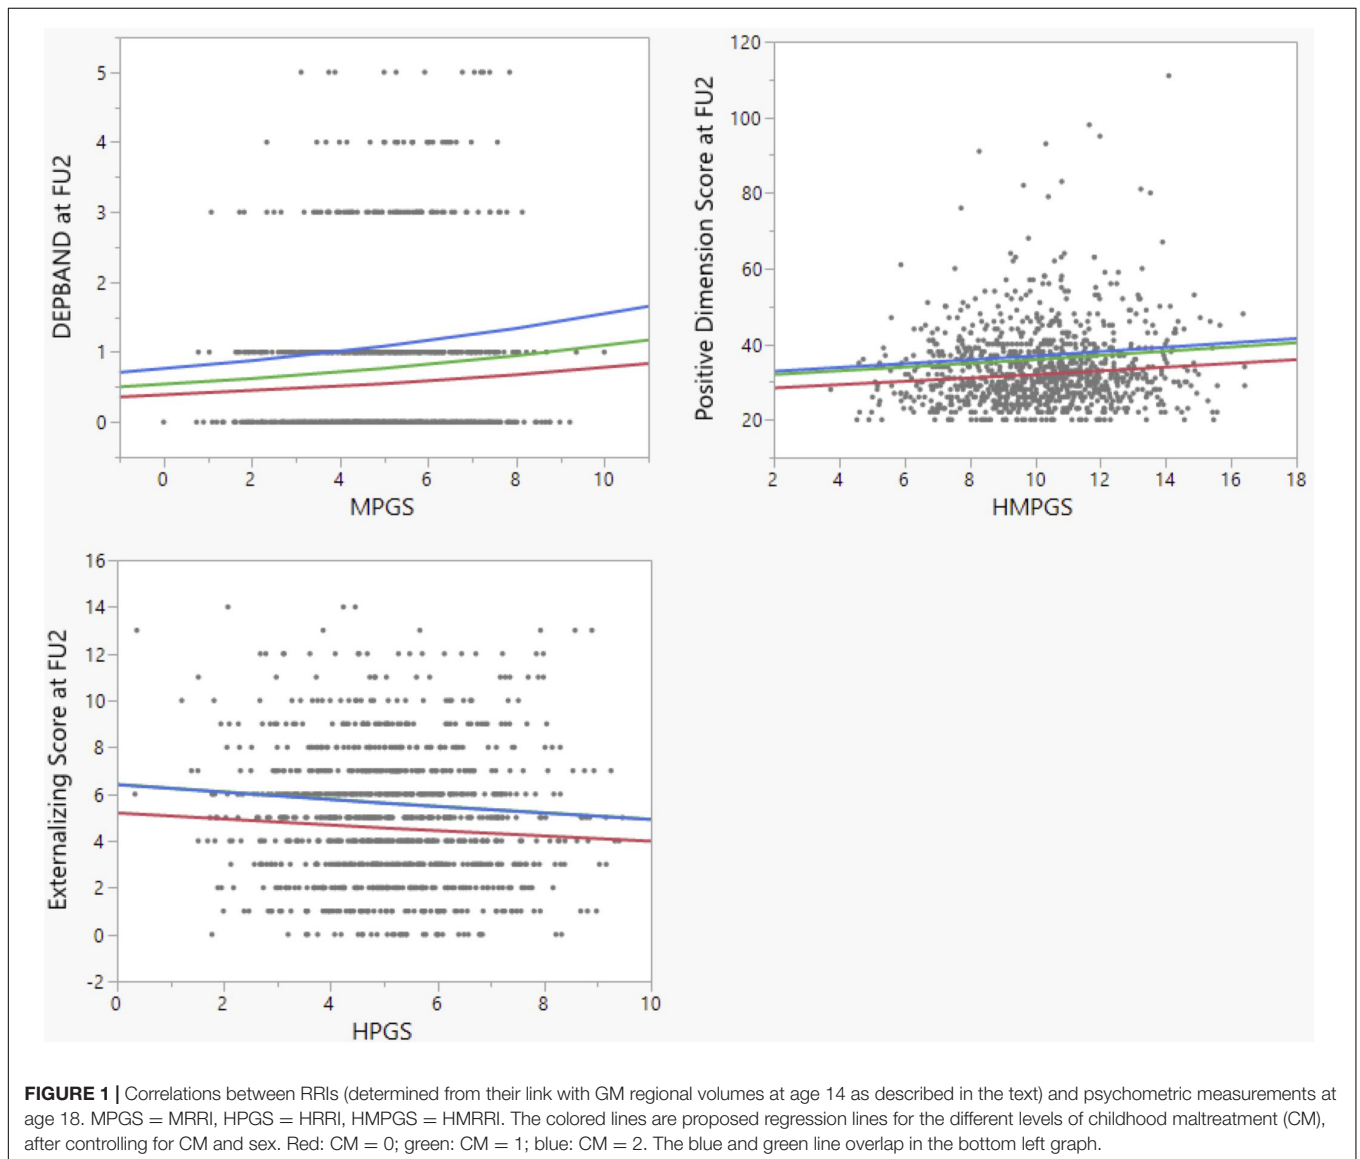 120
100
80
60
40
20
Positive Dimension Score at FU2
2 4 6 8 10 12 14 16 18
HMPGS
5
4
3
2
1
0
DEPBAND at FU2
0 2 4 6 8 10
MPGS
16
14
12
10
8
6
4
2
0
-2
Externalizing Score at FU2
0 2 4 6 8 10
HPGS
FIGURE 1 | Correlations between RRIs (determined from their link with GM regional volumes at age 14 as described in the text) and psychometric measurements at
age 18. MPGS = MRRI, HPGS = HRRI, HMPGS = HMRRI. The colored lines are proposed regression lines for the different levels of childhood maltreatment (CM),
after controlling for CM and sex. Red: CM = 0; green: CM = 1; blue: CM = 2. The blue and green line overlap in the bottom left graph.